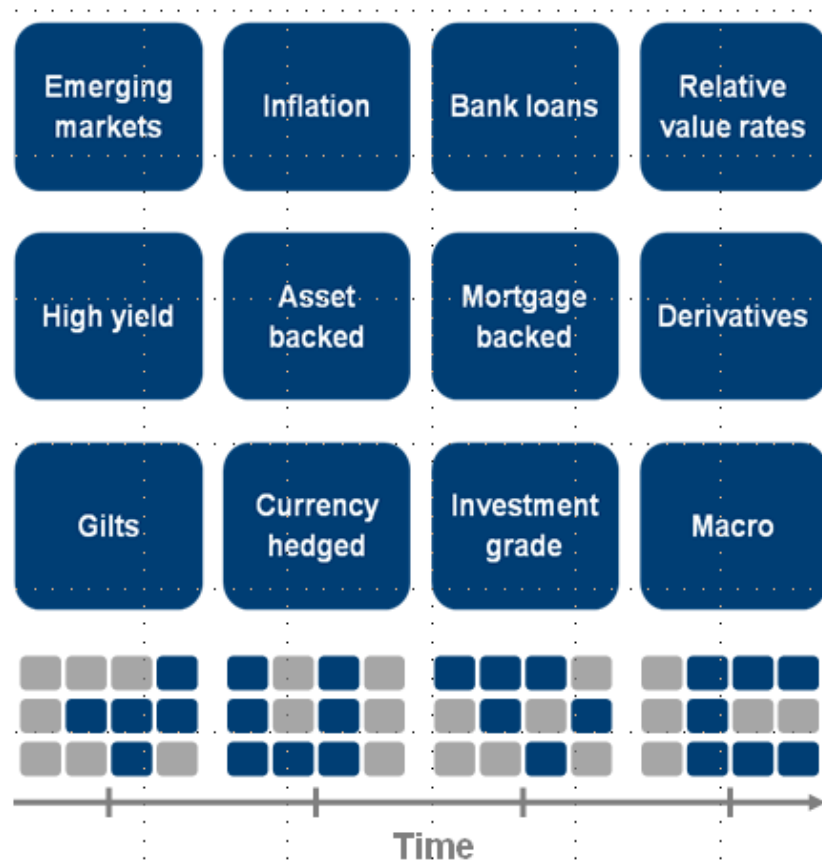 Emerging
markets
Inflation
Bank loans
Relative
value rates
High yield
Asset
backed
Mortgage
backed
Derivatives
Gilts
Currency
hedged
Investment
grade
Macro
Time